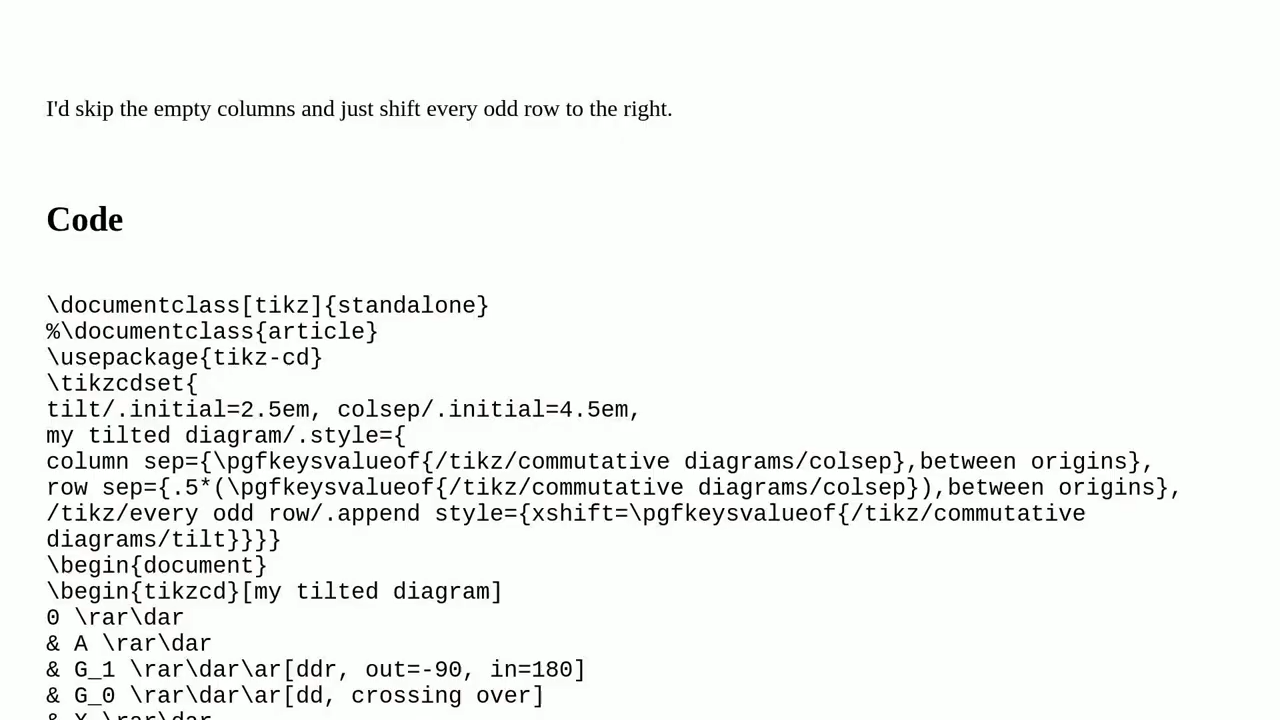 I'd skip the empty columns and just shift every odd row to the right.
Code
\documentclass[tikz]{standalone}
%\documentclass{article}
\usepackage{tikz-cd}
\tikzcdset{
tilt/.initial=2.5em, colsep/.initial=4.5em,
my tilted diagram/.style={
column sep={\pgfkeysvalueof{/tikz/commutative diagrams/colsep},between origins},
row sep={.5*(\pgfkeysvalueof{/tikz/commutative diagrams/colsep}),between origins},
/tikz/every odd row/.append style={xshift=\pgfkeysvalueof{/tikz/commutative
diagrams/tilt}}}}
\begin{document}
\begin{tikzcd}[my tilted diagram]
0 \rar\dar
& A \rar\dar
& G_1 \rar\dar\ar[ddr, out=-90, in=180]
& G_0 \rar\dar\ar[dd, crossing over]
& X \rar\dar